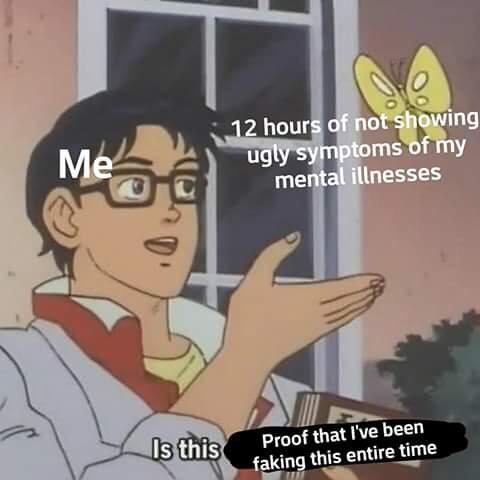 Me
12 hours of not showing
ugly symptoms of my
mental illnesses
Is this
Proof that I've been
faking this entire time